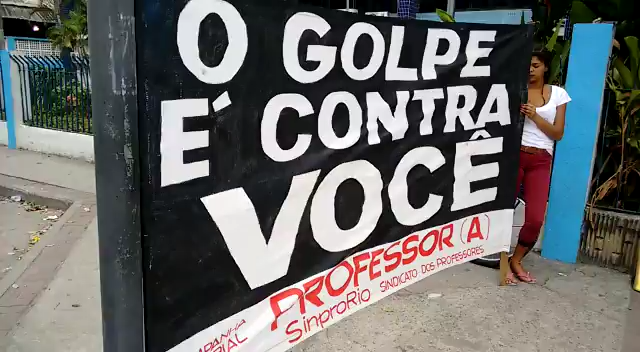 O GOLPE
E´ CONTRA
VOCÊ
PROFESSOR (A)
SinproRio SINDICATO DOS PROFESSORES